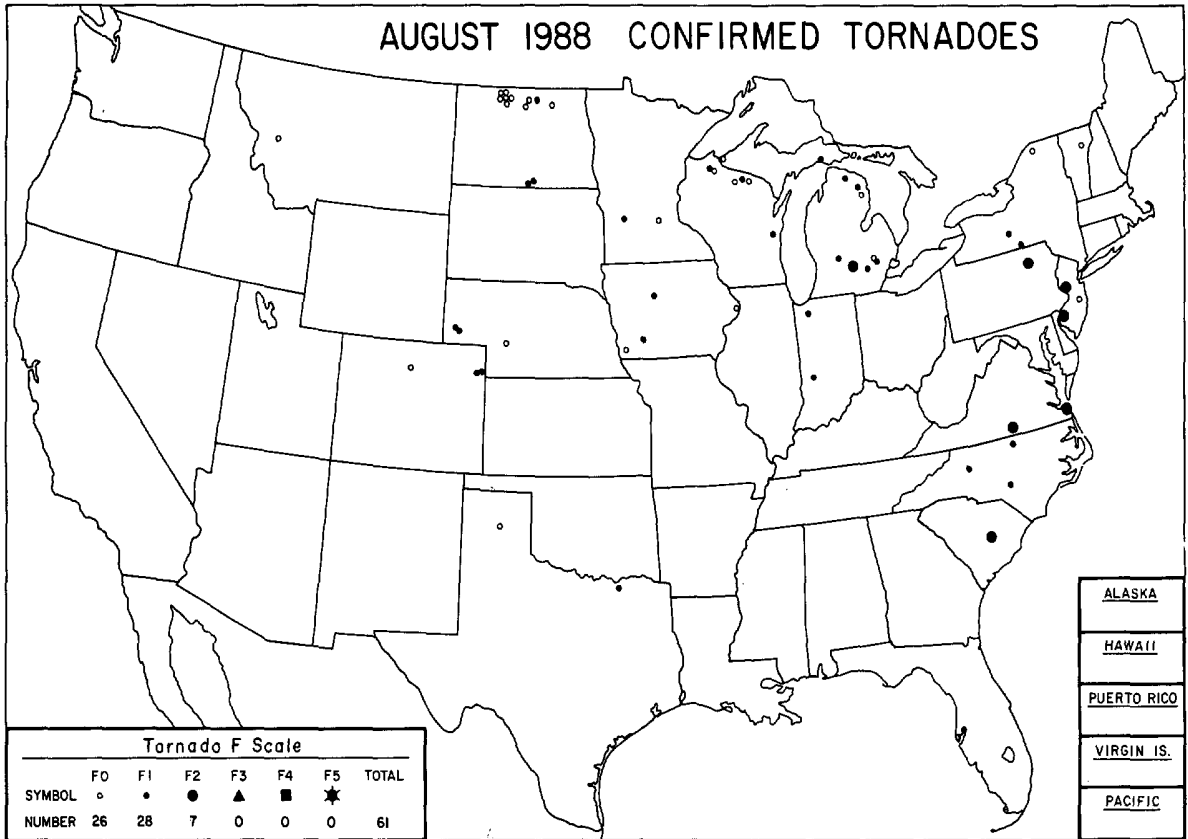 AUGUST 1988 CONFIRMED TORNADOES
ALASKA
HAWAII
PUERTO RICO
VIRGIN IS.
PACIFIC
Tornado F Scale
F0 F1 F2 F3 F4 F5 TOTAL
SYMBOL
NUMBER 26 28 7 0 0 0 61